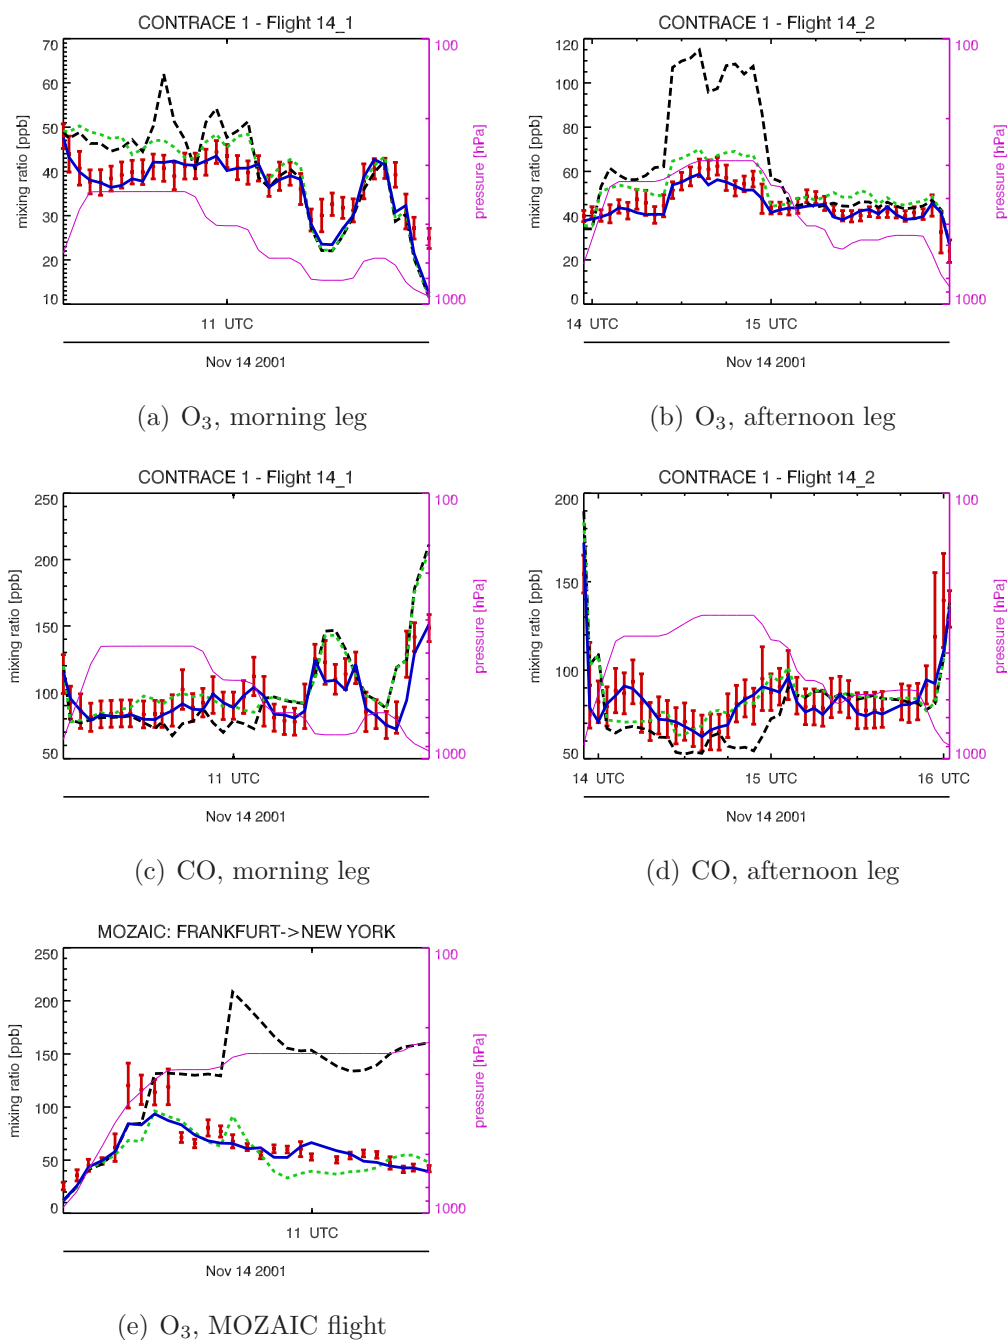 CONTRACE 1 - Flight 14_1
70
60
50
40
30
20
10
mixing ratio [ppb]
100
1000
pressure [hPa]
11 UTC
Nov 14 2001
(a) O₃, morning leg
CONTRACE 1 - Flight 14_2
120
100
80
60
40
20
0
mixing ratio [ppb]
100
1000
pressure [hPa]
14 UTC 15 UTC
Nov 14 2001
(b) O₃, afternoon leg
CONTRACE 1 - Flight 14_1
250
200
150
100
50
mixing ratio [ppb]
100
1000
pressure [hPa]
11 UTC
Nov 14 2001
(c) CO, morning leg
CONTRACE 1 - Flight 14_2
200
150
100
50
mixing ratio [ppb]
100
1000
pressure [hPa]
14 UTC 15 UTC 16 UTC
Nov 14 2001
(d) CO, afternoon leg
MOZAIC: FRANKFURT->NEW YORK
250
200
150
100
50
0
mixing ratio [ppb]
100
1000
pressure [hPa]
11 UTC
Nov 14 2001
(e) O₃, MOZAIC flight